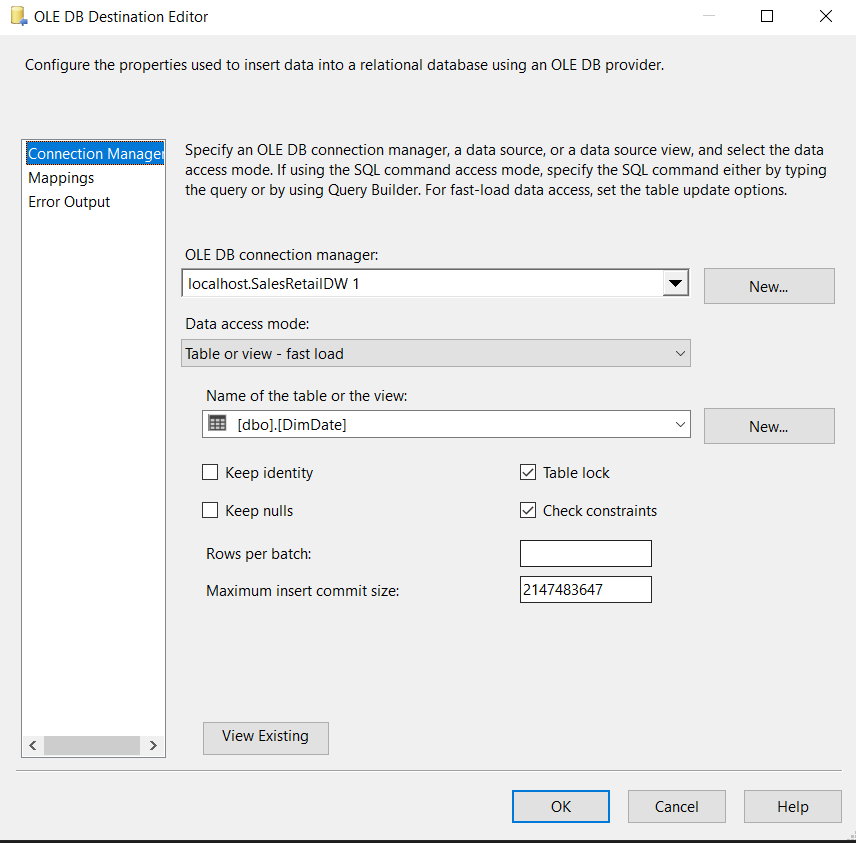 OLE DB Destination Editor
Configure the properties used to insert data into a relational database using an OLE DB provider.
Connection Manager
Mappings
Error Output
Specify an OLE DB connection manager, a data source, or a data source view, and select the data
access mode. If using the SQL command access mode, specify the SQL command either by typing
the query or by using Query Builder. For fast-load data access, set the table update options.
OLE DB connection manager:
localhost.SalesRetailDW 1
New...
Data access mode:
Table or view - fast load
Name of the table or the view:
[dbo].[DimDate]
New...
Keep identity
Table lock
Keep nulls
Check constraints
Rows per batch:
Maximum insert commit size:
2147483647
View Existing
OK
Cancel
Help